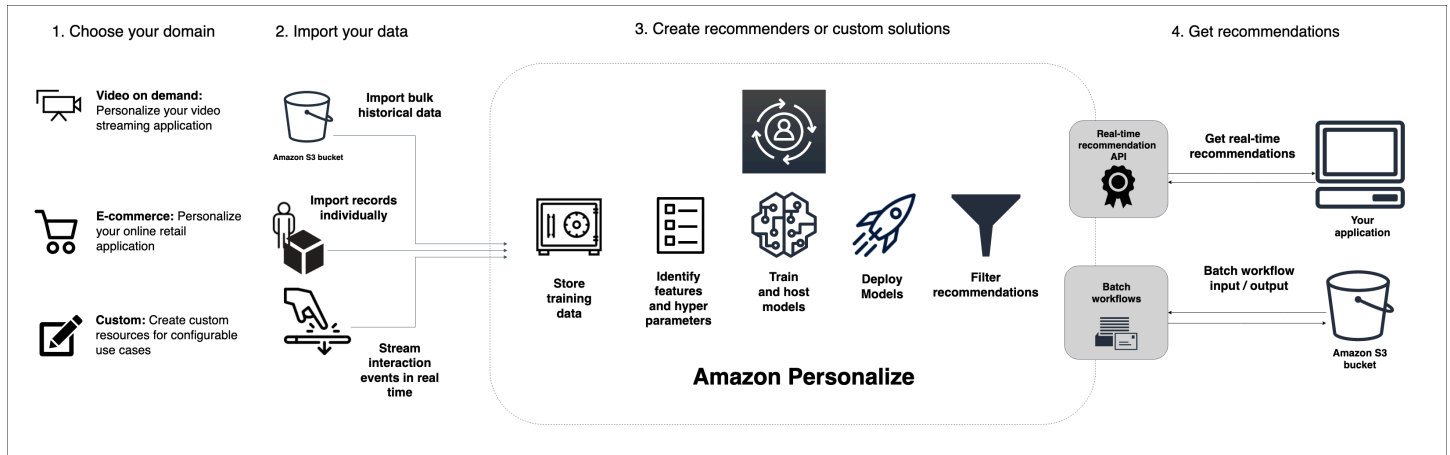 1. Choose your domain
2. Import your data
3. Create recommenders or custom solutions
4. Get recommendations
Video on demand:
Personalize your video
streaming application
E-commerce: Personalize
your online retail
application
Custom: Create custom
resources for configurable
use cases
Import bulk
historical data
Amazon S3 bucket
Import records
individually
Stream
interaction
events in real
time
Store
training
data
Identify
features
and hyper
parameters
Train
and host
models
Deploy
Models
Filter
recommendations
Amazon Personalize
Real-time
recommendation
API
Get real-time
recommendations
Your
application
Batch
workflows
Batch workflow
input / output
Amazon S3
bucket